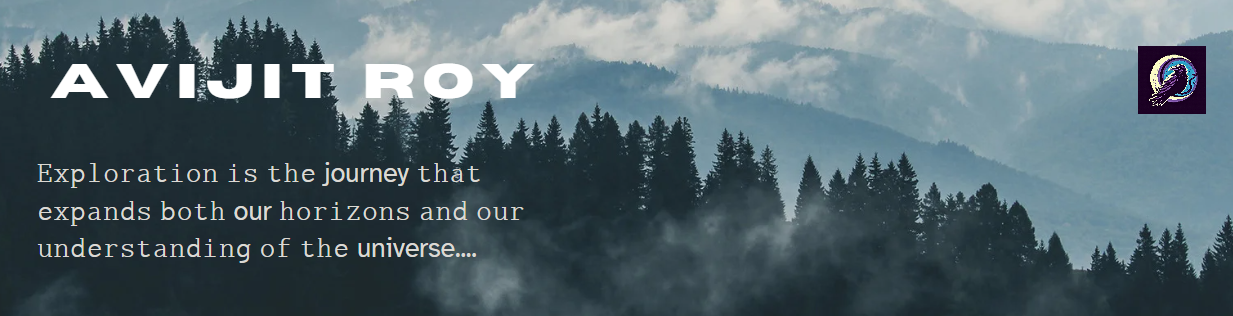 AVIJIT ROY
Exploration is the journey that
expands both our horizons and our
understanding of the universe....